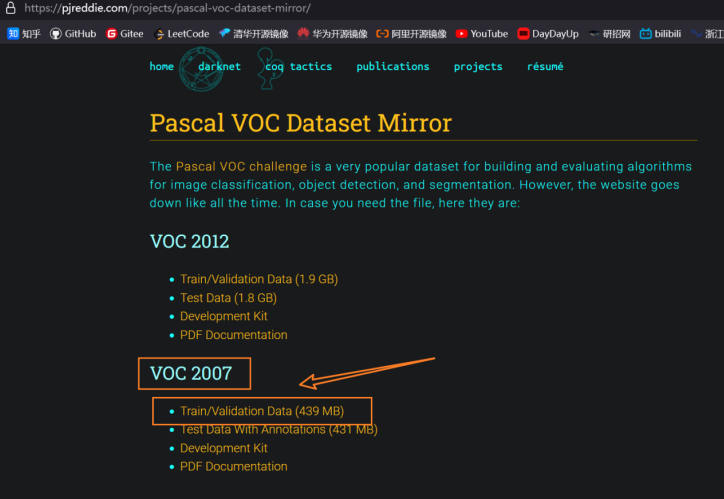 https://pjreddie.com/projects/pascal-voc-dataset-mirror/
知 知乎 GitHub G Gitee LeetCode 清华开源镜像 华为开源镜像 阿里开源镜像 YouTube DayDayUp 研招网 bilibili 浙江
home darknet coq tactics publications projects résumé
Pascal VOC Dataset Mirror
The Pascal VOC challenge is a very popular dataset for building and evaluating algorithms
for image classification, object detection, and segmentation. However, the website goes
down like all the time. In case you need the file, here they are:
VOC 2012
Train/Validation Data (1.9 GB)
Test Data (1.8 GB)
Development Kit
PDF Documentation
VOC 2007
Train/Validation Data (439 MB)
Test Data With Annotations (431 MB)
Development Kit
PDF Documentation